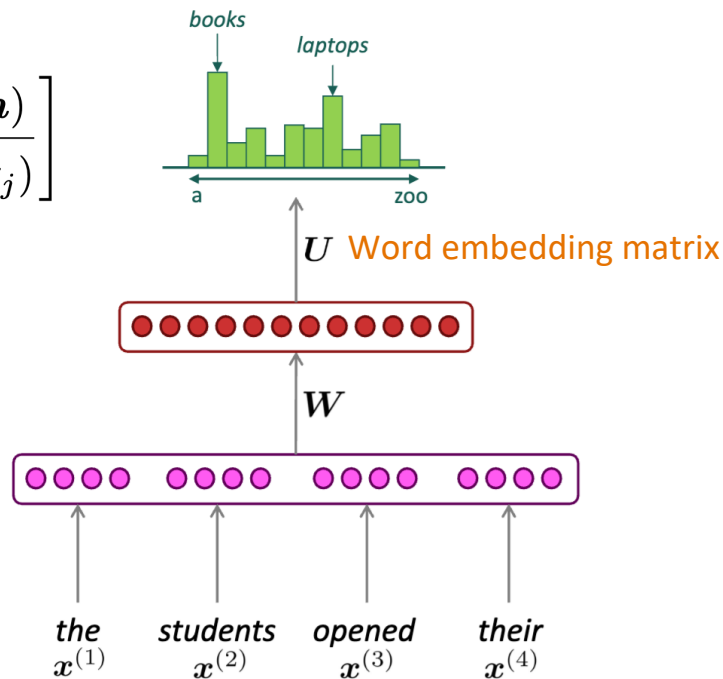 books
laptops
n)
j)
a
zoo
U Word embedding matrix
W
the students opened their
x^(1) x^(2) x^(3) x^(4)